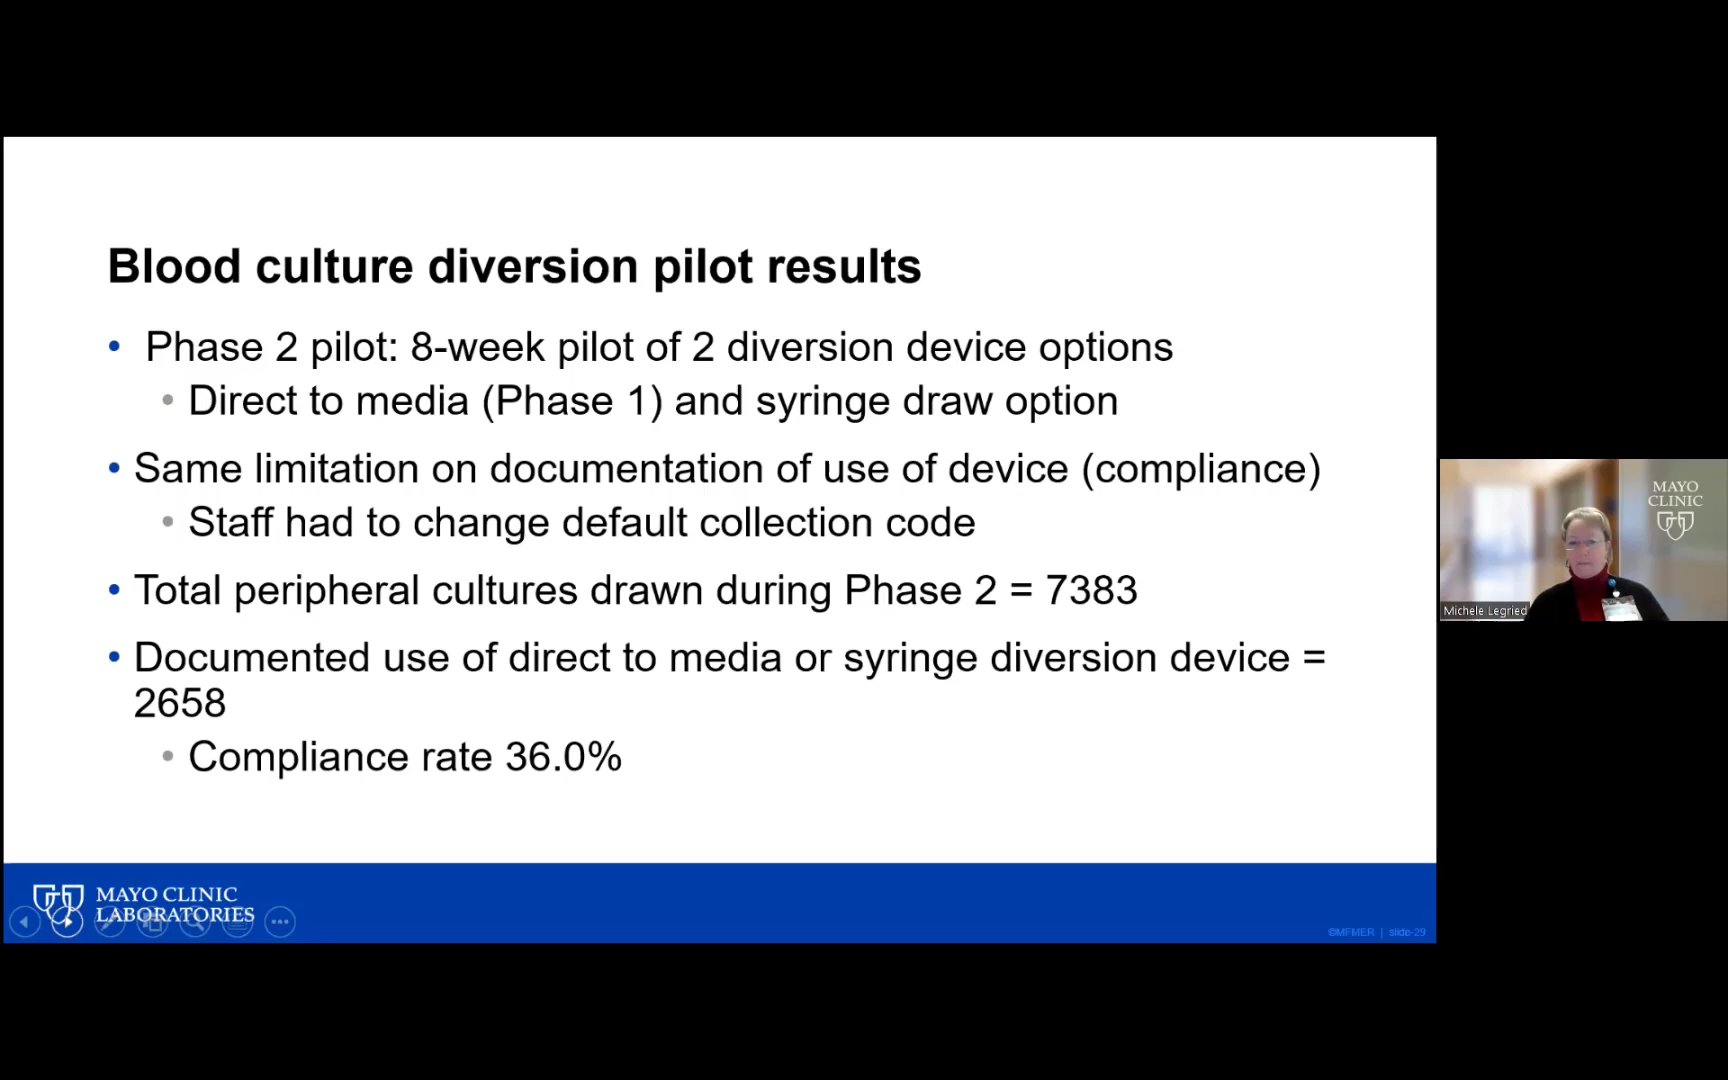 Blood culture diversion pilot results
• Phase 2 pilot: 8-week pilot of 2 diversion device options
• Direct to media (Phase 1) and syringe draw option
• Same limitation on documentation of use of device (compliance)
• Staff had to change default collection code
• Total peripheral cultures drawn during Phase 2 = 7383
• Documented use of direct to media or syringe diversion device =
2658
• Compliance rate 36.0%
MAYO CLINIC
LABORATORIES
©MFMER | slide-29
MAYO
CLINIC
Michele Legried